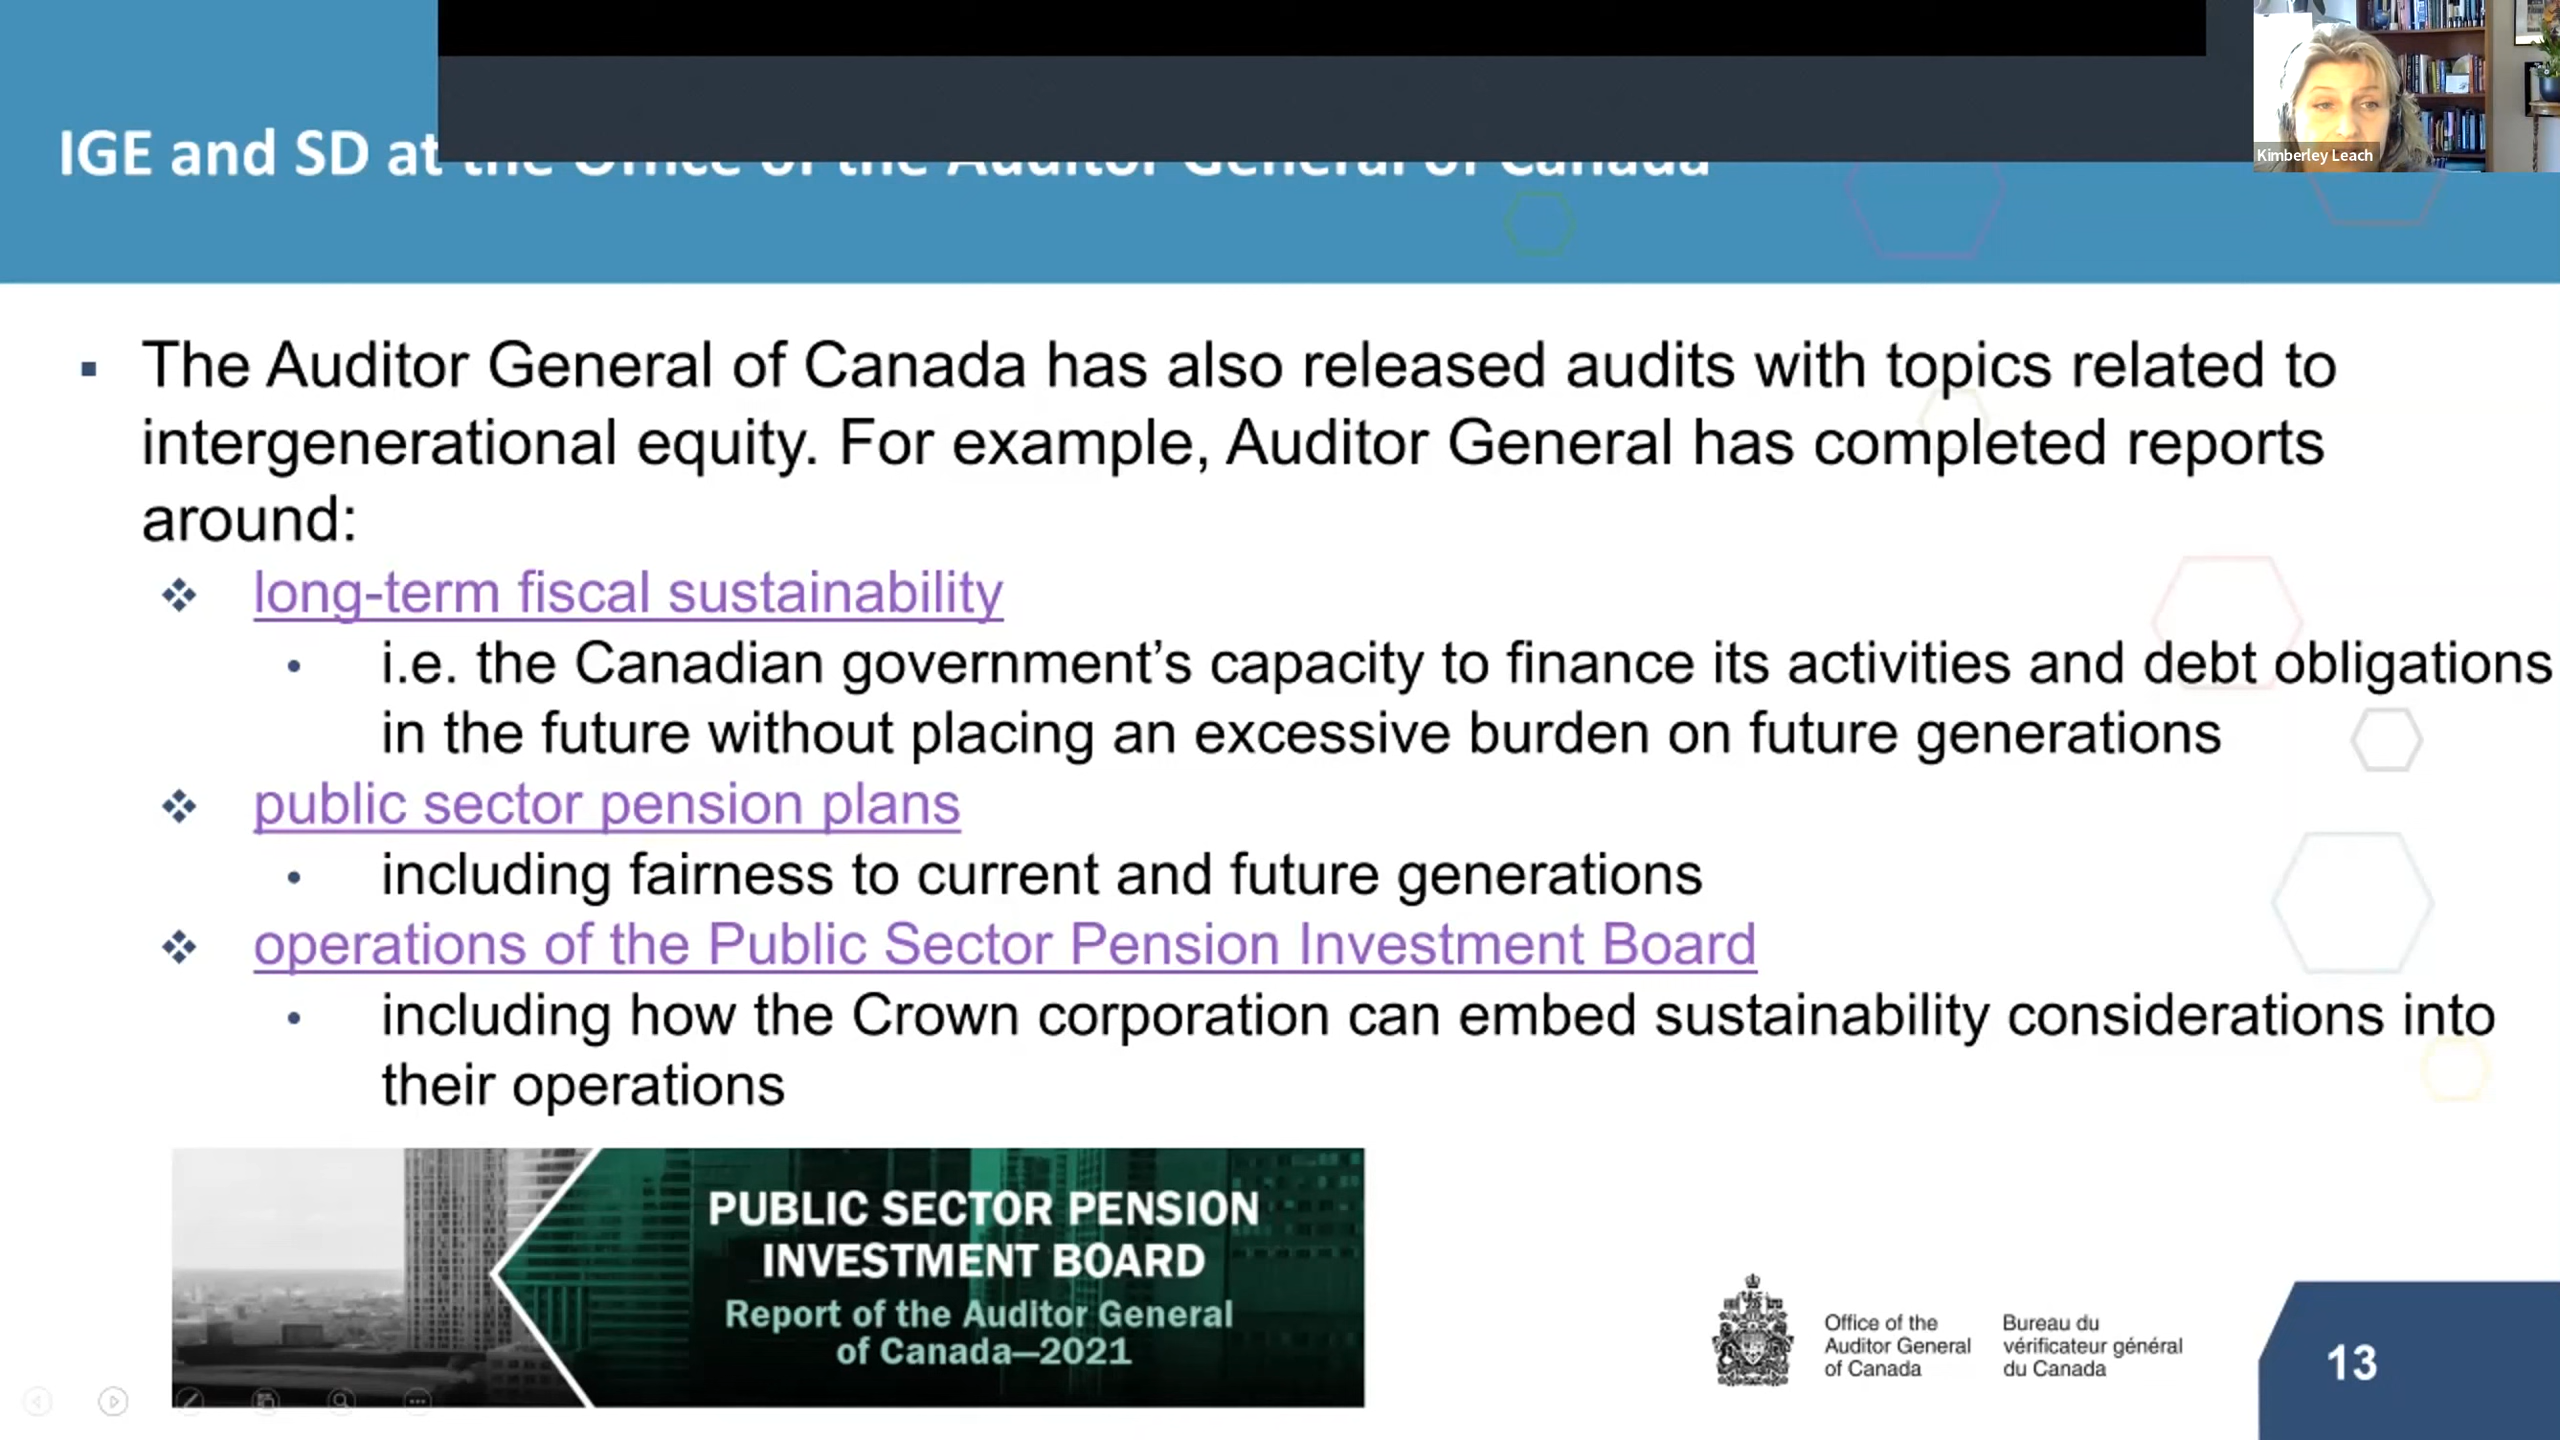 IGE and SD at the Office of the Auditor General of Canada
Kimberley Leach
The Auditor General of Canada has also released audits with topics related to
intergenerational equity. For example, Auditor General has completed reports
around:
long-term fiscal sustainability
i.e. the Canadian government’s capacity to finance its activities and debt obligations
in the future without placing an excessive burden on future generations
public sector pension plans
including fairness to current and future generations
operations of the Public Sector Pension Investment Board
including how the Crown corporation can embed sustainability considerations into
their operations
PUBLIC SECTOR PENSION
INVESTMENT BOARD
Report of the Auditor General
of Canada—2021
Office of the
Auditor General
of Canada
Bureau du
vérificateur général
du Canada
13